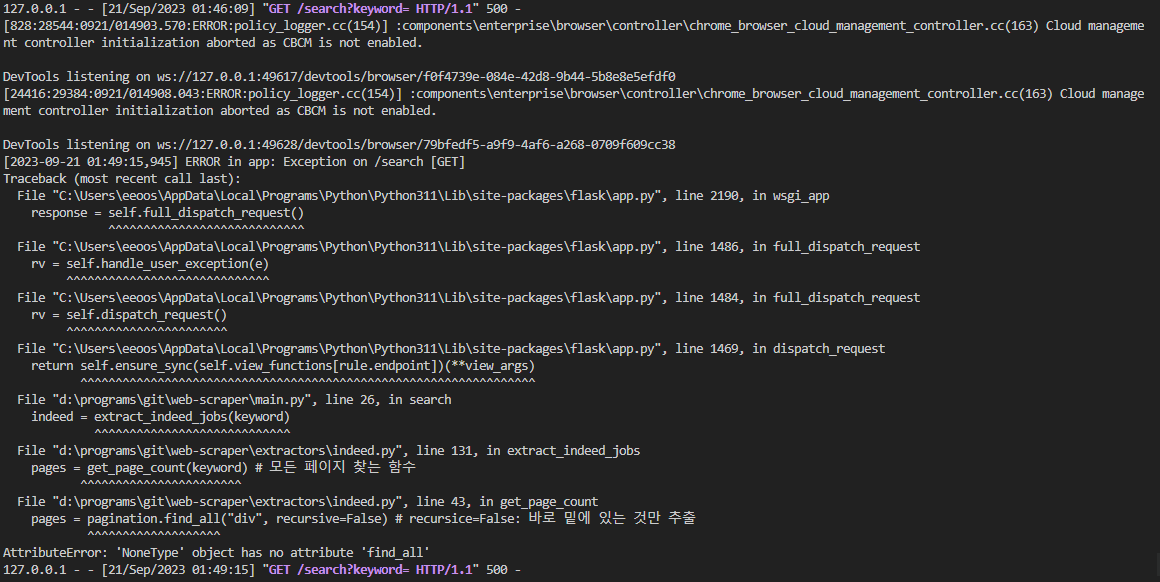 127.0.0.1 - - [21/Sep/2023 01:46:09] "GET /search?keyword= HTTP/1.1" 500 -
[828:28544:0921/014903.570:ERROR:policy_logger.cc(154)] :components\enterprise\browser\controller\chrome_browser_cloud_management_controller.cc(163) Cloud manageme
nt controller initialization aborted as CBCM is not enabled.
DevTools listening on ws://127.0.0.1:49617/devtools/browser/f0f4739e-084e-42d8-9b44-5b8e8e5efdf0
[24416:29384:0921/014908.043:ERROR:policy_logger.cc(154)] :components\enterprise\browser\controller\chrome_browser_cloud_management_controller.cc(163) Cloud manage
ment controller initialization aborted as CBCM is not enabled.
DevTools listening on ws://127.0.0.1:49628/devtools/browser/79bfedf5-a9f9-4af6-a268-0709f609cc38
[2023-09-21 01:49:15,945] ERROR in app: Exception on /search [GET]
Traceback (most recent call last):
  File "C:\Users\eeoos\AppData\Local\Programs\Python\Python311\Lib\site-packages\flask\app.py", line 2190, in wsgi_app
    response = self.full_dispatch_request()
               ^^^^^^^^^^^^^^^^^^^^^^^^^^^^
  File "C:\Users\eeoos\AppData\Local\Programs\Python\Python311\Lib\site-packages\flask\app.py", line 1486, in full_dispatch_request
    rv = self.handle_user_exception(e)
         ^^^^^^^^^^^^^^^^^^^^^^^^^^^^^
  File "C:\Users\eeoos\AppData\Local\Programs\Python\Python311\Lib\site-packages\flask\app.py", line 1484, in full_dispatch_request
    rv = self.dispatch_request()
         ^^^^^^^^^^^^^^^^^^^^^^^
  File "C:\Users\eeoos\AppData\Local\Programs\Python\Python311\Lib\site-packages\flask\app.py", line 1469, in dispatch_request
    return self.ensure_sync(self.view_functions[rule.endpoint])(**view_args)
           ^^^^^^^^^^^^^^^^^^^^^^^^^^^^^^^^^^^^^^^^^^^^^^^^^^^^^^^^^^^^^^^^^
  File "d:\programs\git\web-scraper\main.py", line 26, in search
    indeed = extract_indeed_jobs(keyword)
             ^^^^^^^^^^^^^^^^^^^^^^^^^^^^
  File "d:\programs\git\web-scraper\extractors\indeed.py", line 131, in extract_indeed_jobs
    pages = get_page_count(keyword) # 모든 페이지 찾는 함수
            ^^^^^^^^^^^^^^^^^^^^^^^
  File "d:\programs\git\web-scraper\extractors\indeed.py", line 43, in get_page_count
    pages = pagination.find_all("div", recursive=False) # recursice=False: 바로 밑에 있는 것만 추출
            ^^^^^^^^^^^^^^^^^^^
AttributeError: 'NoneType' object has no attribute 'find_all'
127.0.0.1 - - [21/Sep/2023 01:49:15] "GET /search?keyword= HTTP/1.1" 500 -